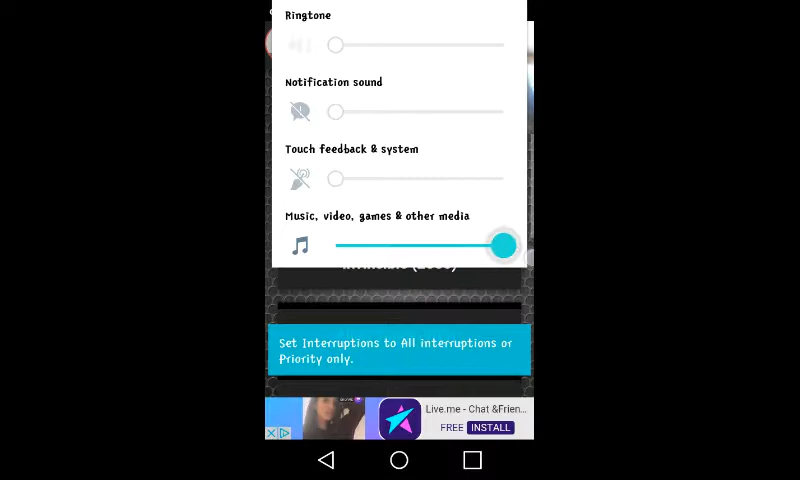 Ringtone
Notification sound
Touch feedback & system
Music, video, games & other media
Set Interruptions to All interruptions or
Priority only.
Live.me - Chat &Frien...
FREE INSTALL